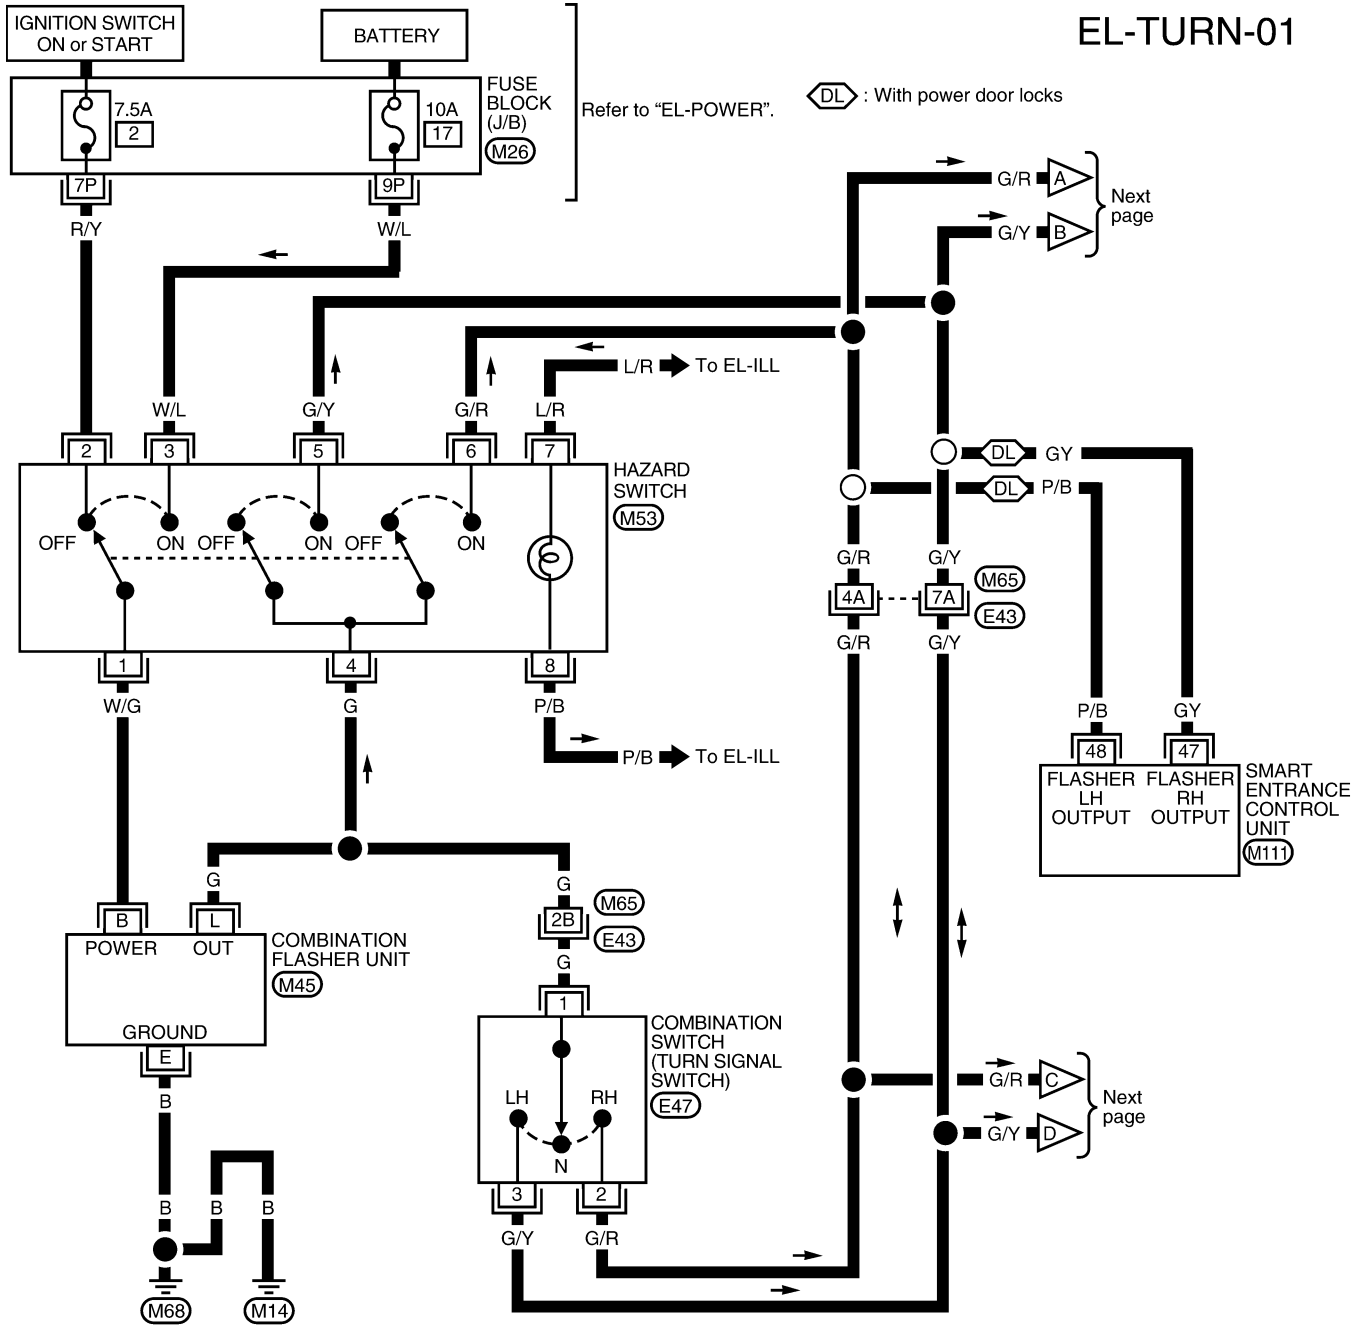 IGNITION SWITCH
ON or START
BATTERY
EL-TURN-01
7.5A
2
10A
17
FUSE
BLOCK
(J/B)
M26
Refer to “EL-POWER”.
DL : With power door locks
7P
9P
R/Y
W/L
G/R A
G/Y B
Next
page
L/R To EL-ILL
W/L
G/Y
G/R
L/R
2
3
5
6
7
HAZARD
SWITCH
M53
OFF
ON
OFF
ON
OFF
ON
DL GY
DL P/B
G/R
G/Y
4A
7A
M65
E43
G/R
G/Y
1
4
8
W/G
G
P/B
P/B To EL-ILL
P/B
GY
48
47
FLASHER
LH
OUTPUT
FLASHER
RH
OUTPUT
SMART
ENTRANCE
CONTROL
UNIT
M111
G
G
B
L
POWER
OUT
COMBINATION
FLASHER UNIT
M45
GROUND
E
2B
M65
E43
G
1
COMBINATION
SWITCH
(TURN SIGNAL
SWITCH)
E47
LH
RH
N
3
2
G/Y
G/R
G/R C
G/Y D
Next
page
B
B
B
B
M68
M14